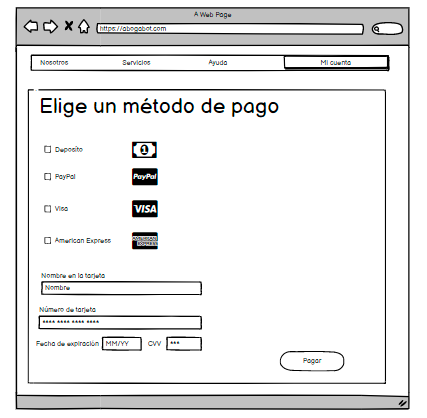 A Web Page
https://abogabot.com
Nosotros Servicios Ayuda Mi cuenta
Elige un método de pago
Deposito 1
PayPal PayPal
Visa VISA
American Express AMERICAN EXPRESS
Nombre en la tarjeta
Nombre
Número de tarjeta
**** **** **** ****
Fecha de expiración MM/YY CVV ***
Pagar